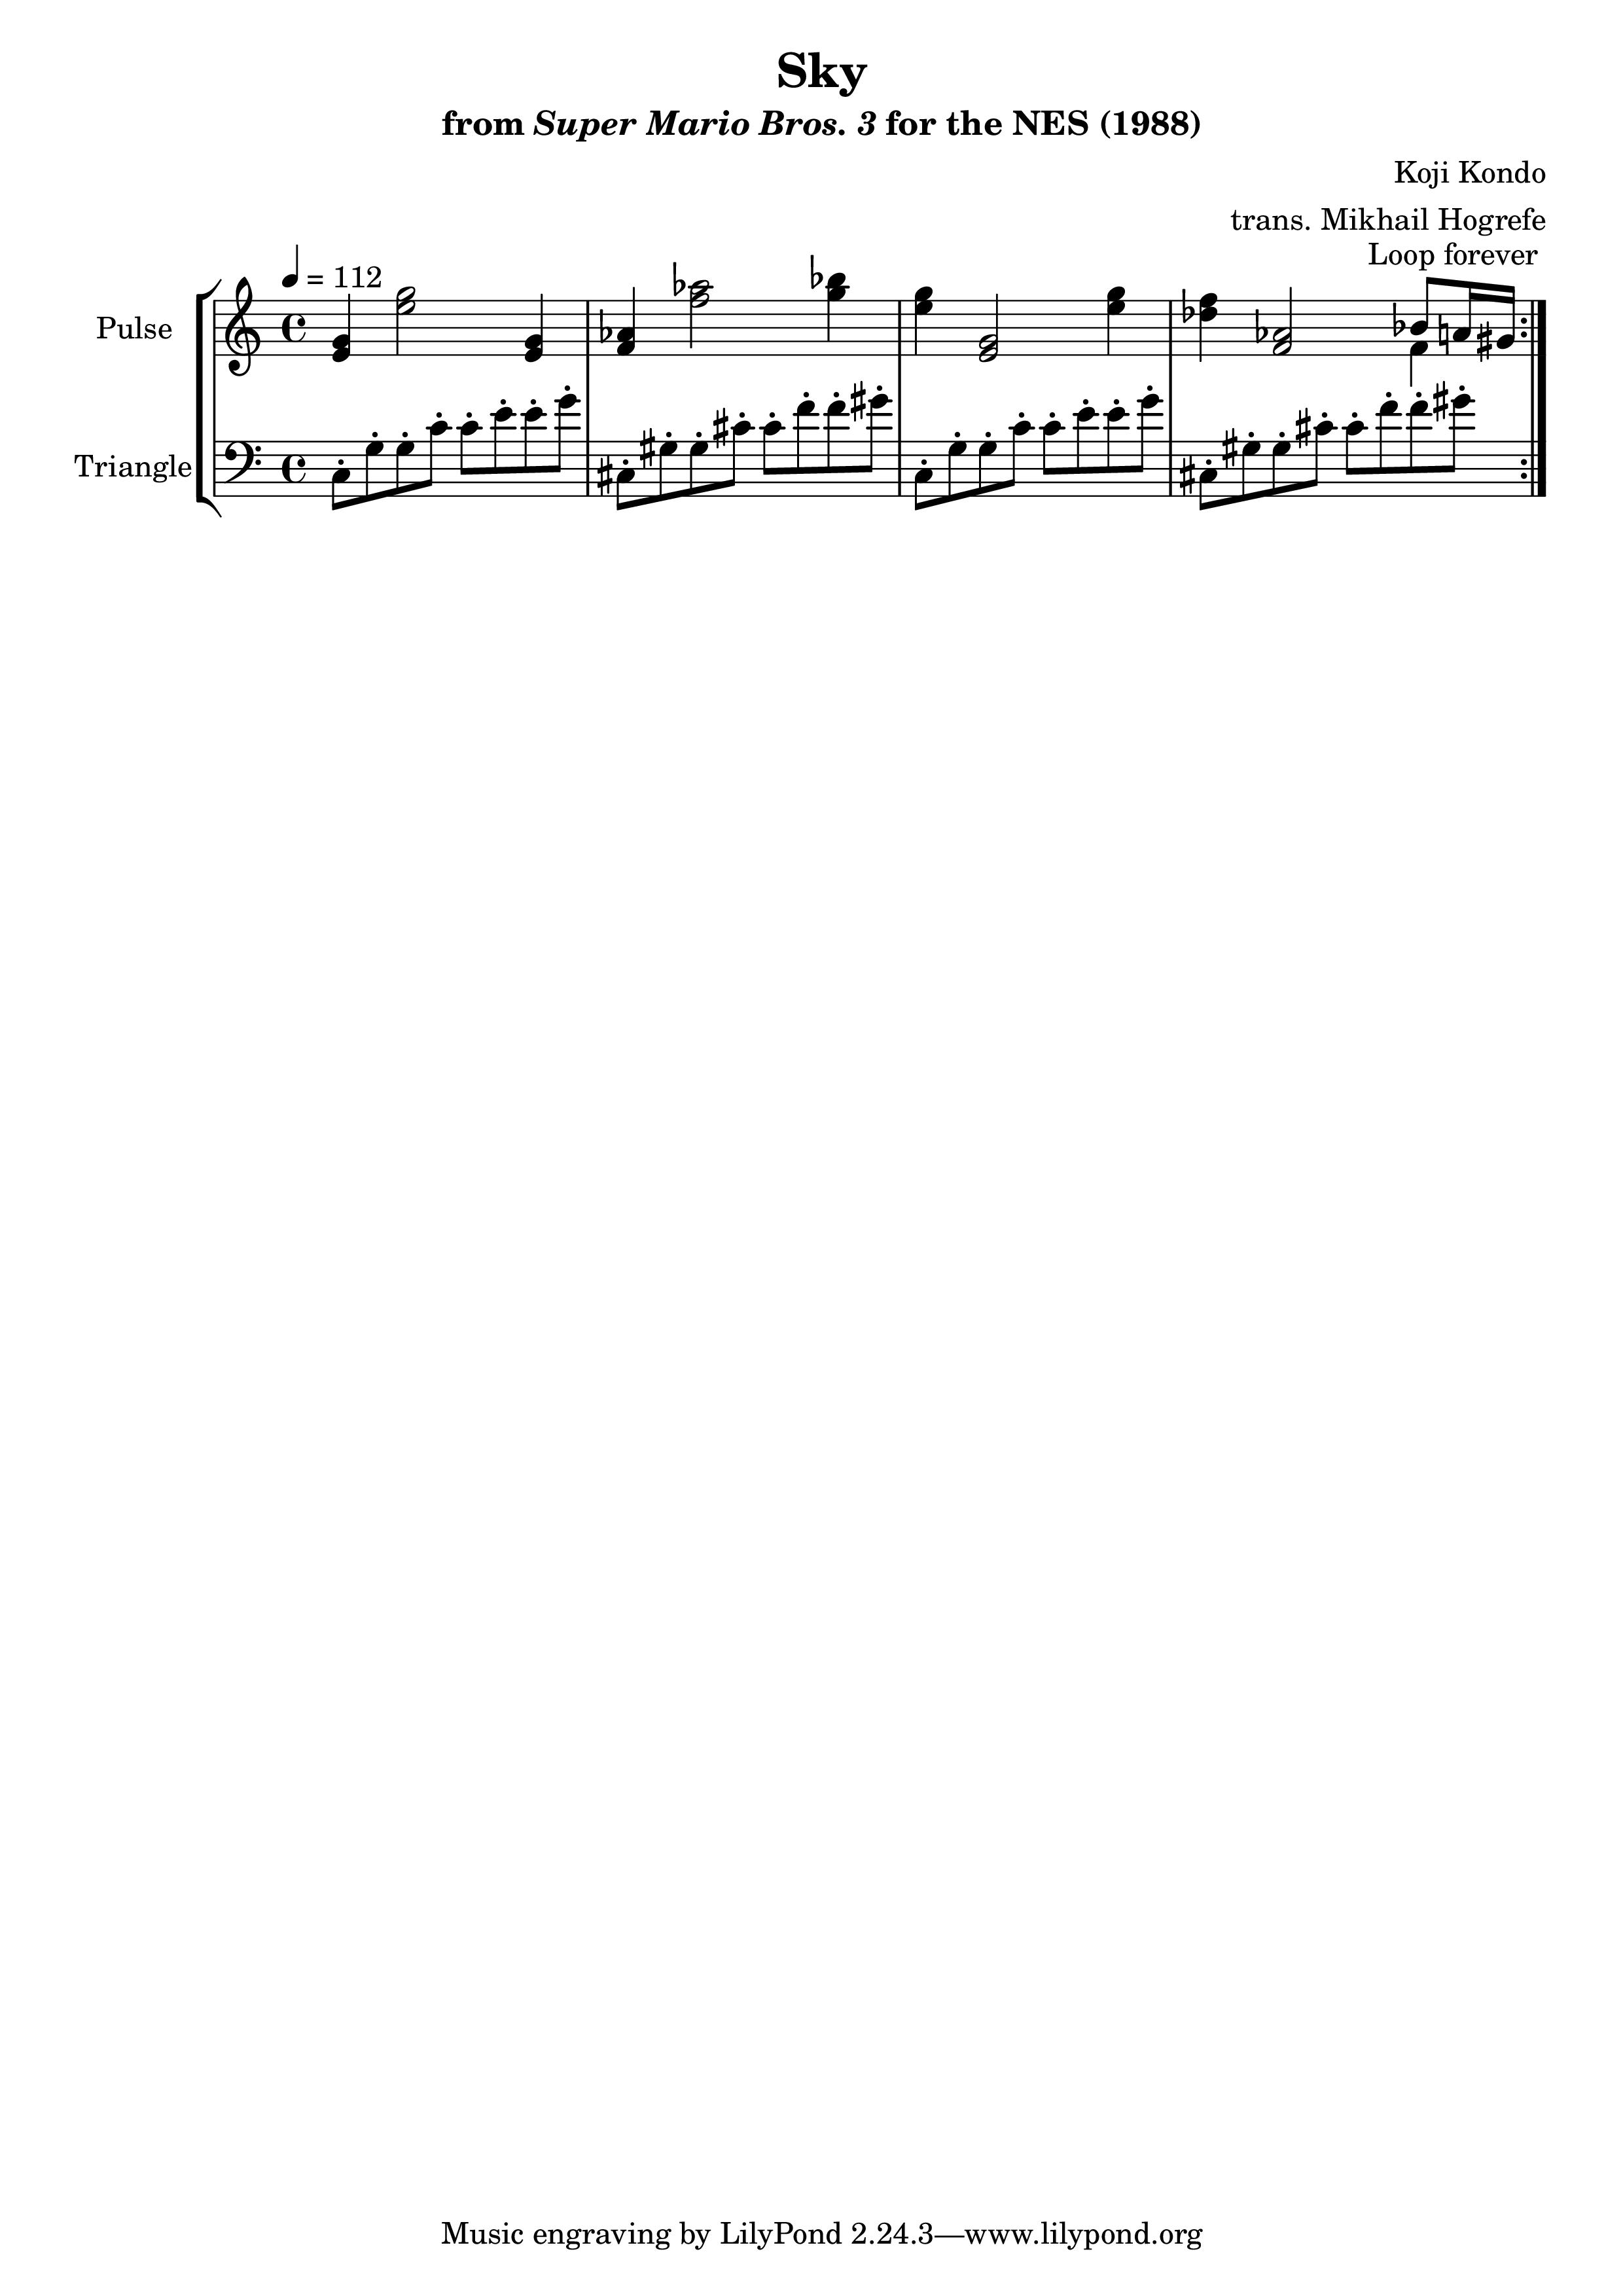 Sky
from Super Mario Bros. 3 for the NES (1988)
Koji Kondo
trans. Mikhail Hogrefe
Loop forever
= 112
Pulse
Triangle
Music engraving by LilyPond 2.24.3—www.lilypond.org